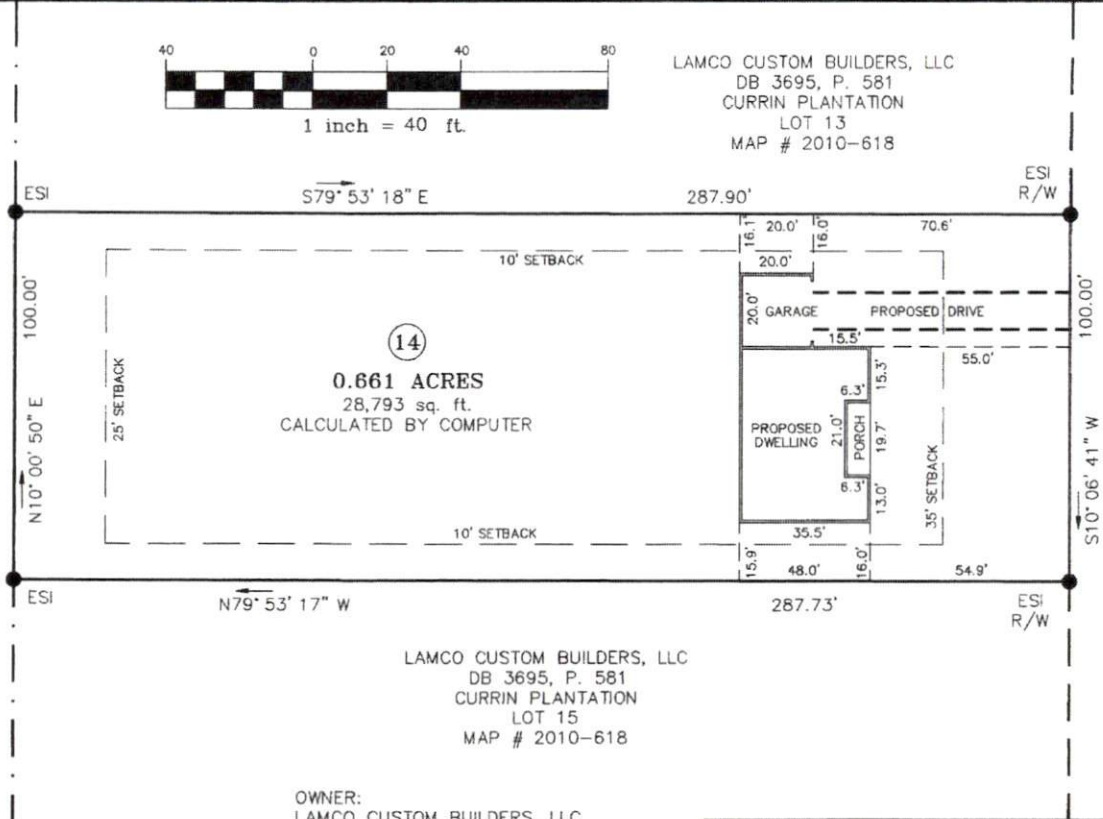 40 0 20 40 80
1 inch = 40 ft.
LAMCO CUSTOM BUILDERS, LLC
DB 3695, P. 581
CURRIN PLANTATION
LOT 13
MAP # 2010-618
ESI
S79° 53' 18" E
287.90'
ESI
R/W
16.1'
20.0'
16.0'
70.6'
10' SETBACK
20.0'
100.00'
20.0'
GARAGE
PROPOSED DRIVE
100.00'
15.5'
55.0'
14
0.661 ACRES
28,793 sq. ft.
CALCULATED BY COMPUTER
25' SETBACK
15.3'
6.3'
PROPOSED
DWELLING
21.0'
PORCH
19.7'
N10° 00' 50" E
6.3'
13.0'
35' SETBACK
S10° 06' 41" W
10' SETBACK
35.5'
15.9'
48.0'
16.0'
54.9'
ESI
N79° 53' 17" W
287.73'
ESI
R/W
LAMCO CUSTOM BUILDERS, LLC
DB 3695, P. 581
CURRIN PLANTATION
LOT 15
MAP # 2010-618
OWNER:
LAMCO CUSTOM BUILDERS, LLC